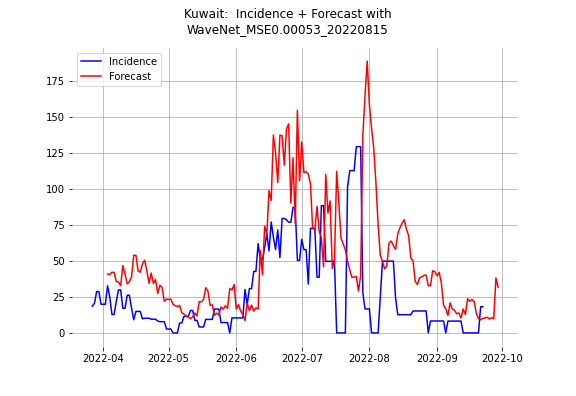 Kuwait:  Incidence + Forecast with
WaveNet_MSE0.00053_20220815
Incidence
Forecast
175
150
125
100
75
50
25
0
2022-04 2022-05 2022-06 2022-07 2022-08 2022-09 2022-10